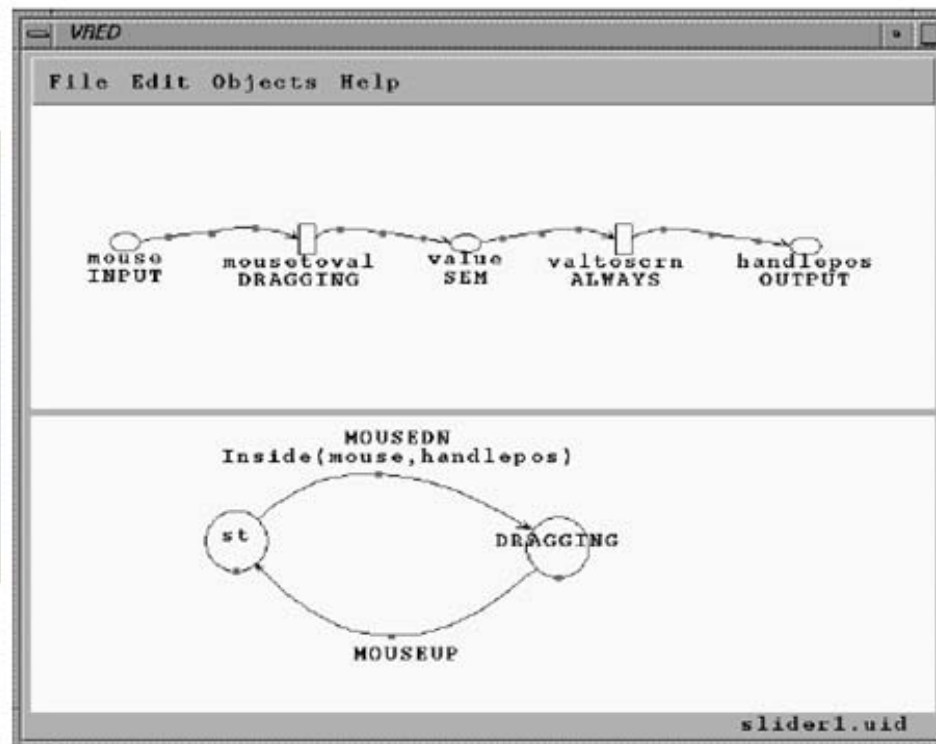 VRED
File Edit Objects Help
mouse mousetoval value valtoscrn handlepos
INPUT DRAGGING SEM ALWAYS OUTPUT
MOUSEDN
Inside(mouse,handlepos)
st DRAGGING
MOUSEUP
slider1.uid